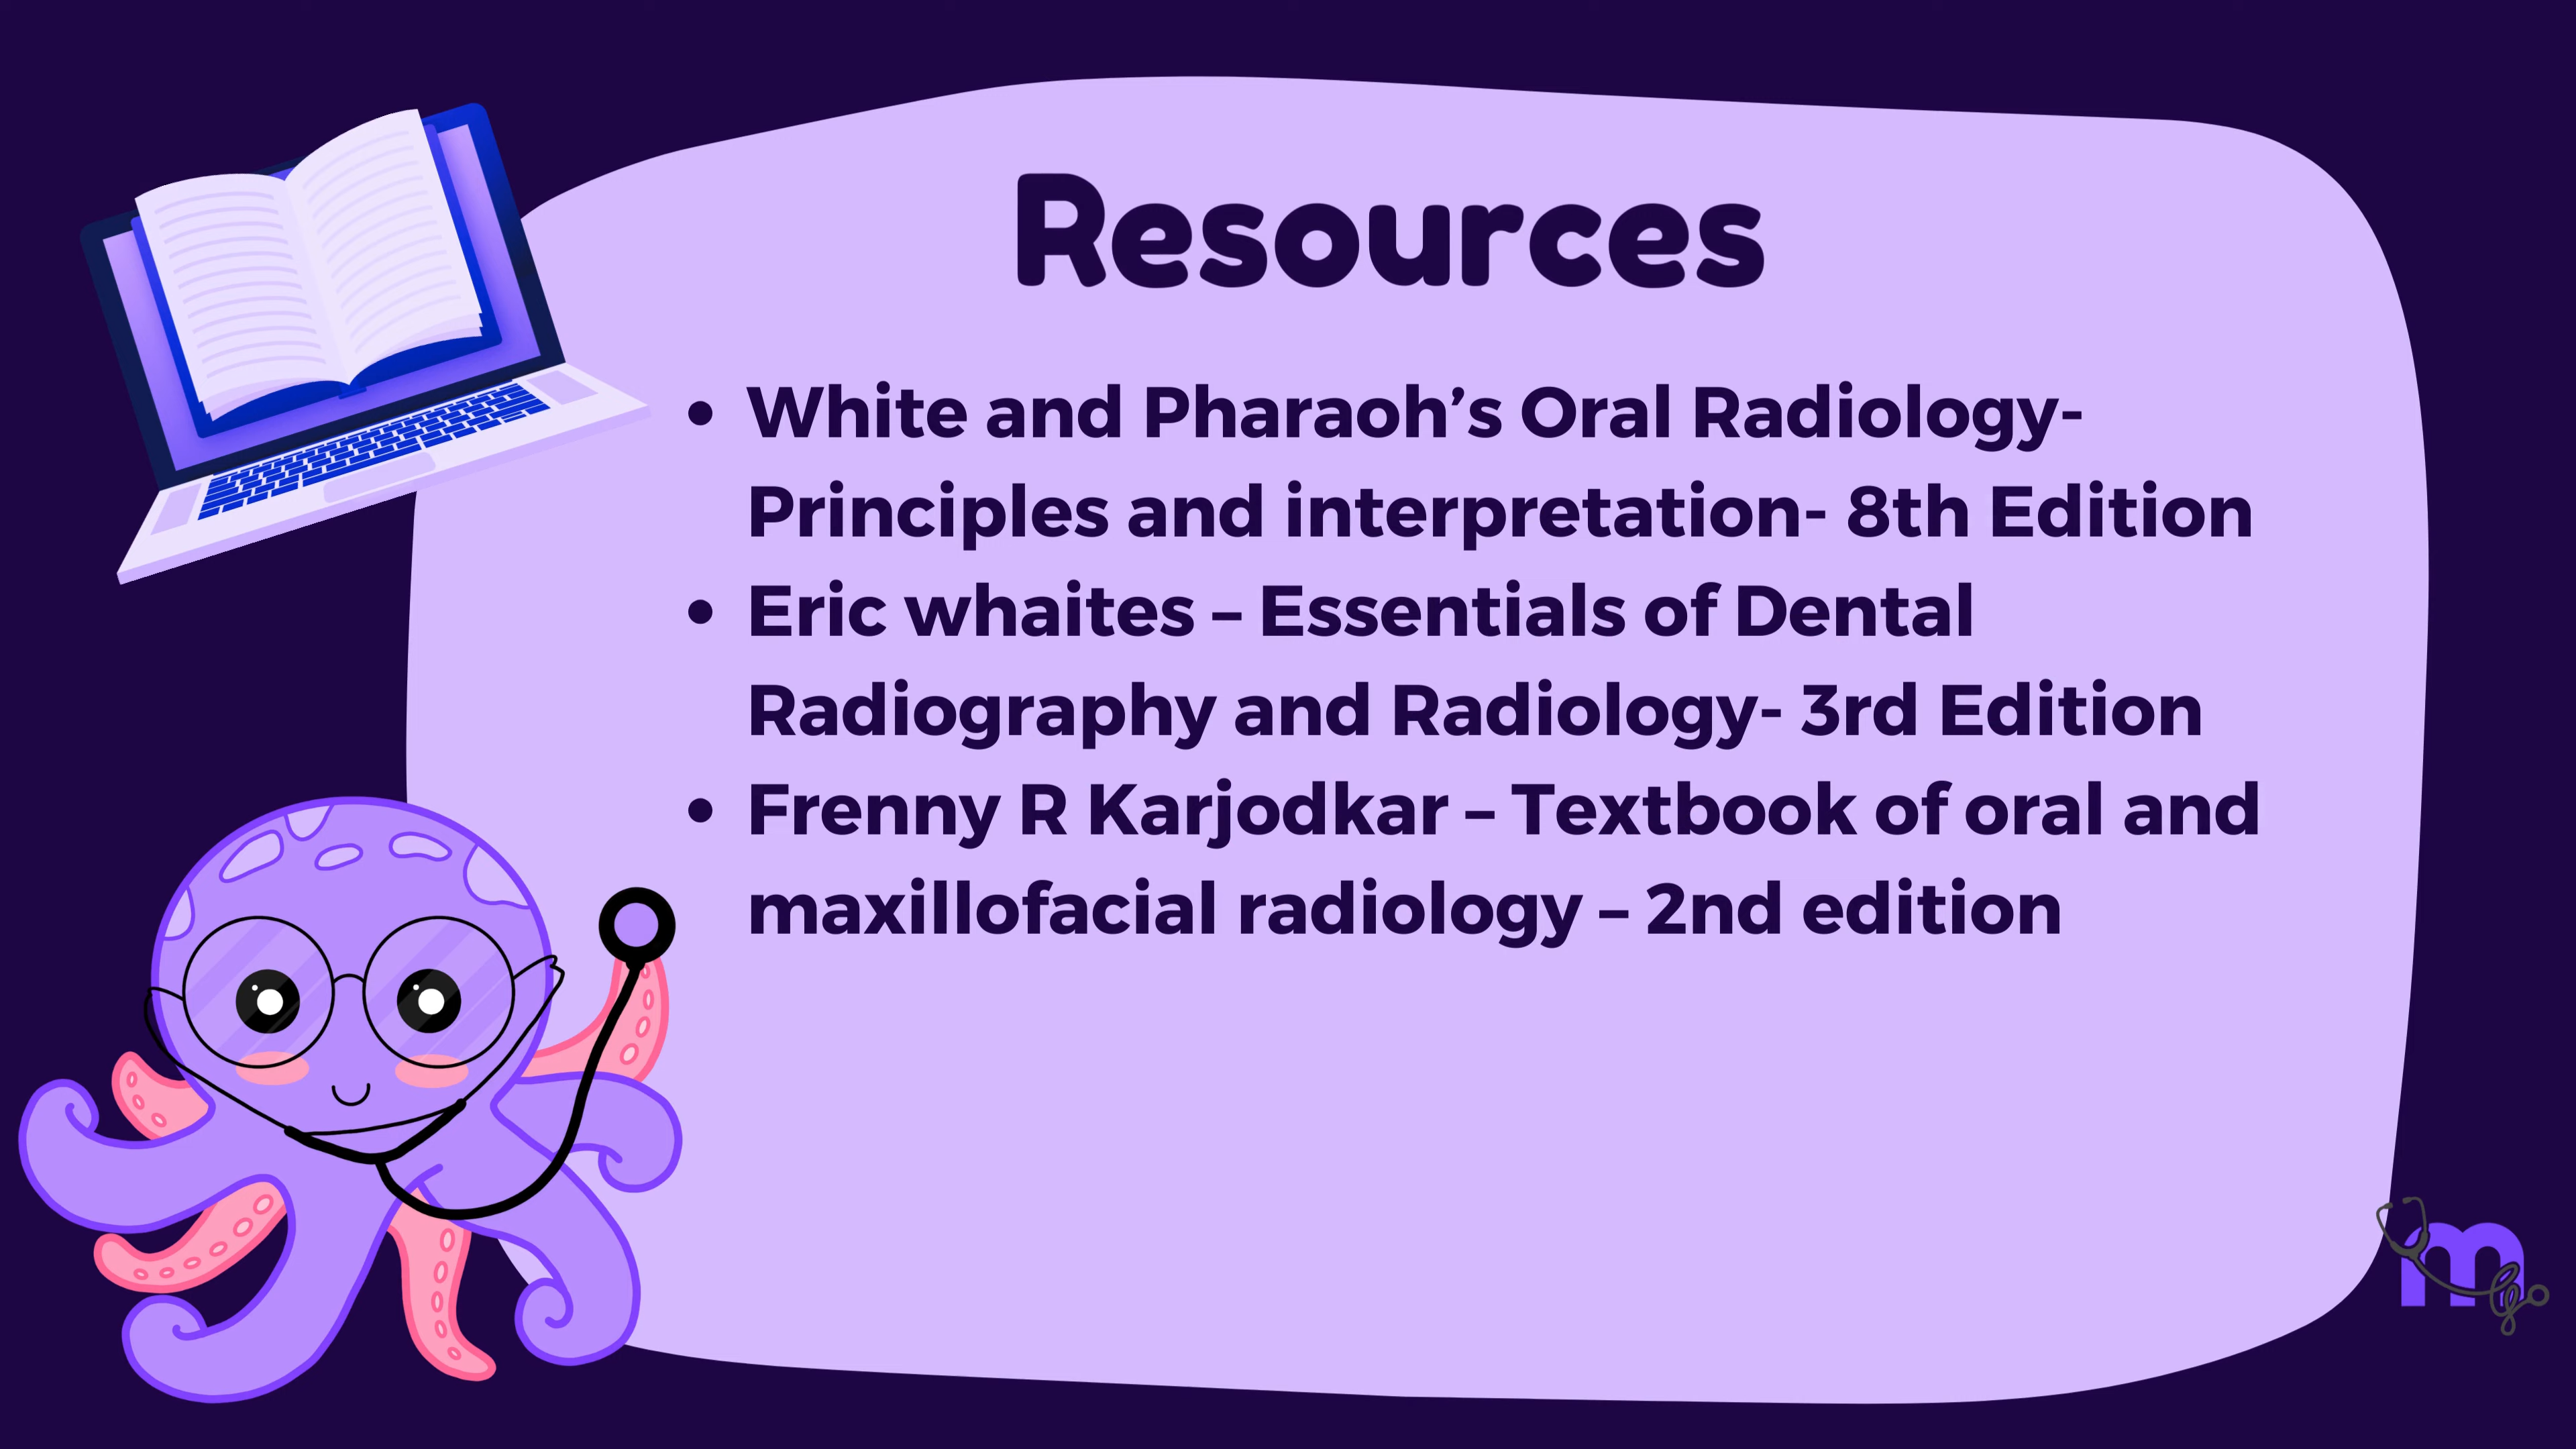 Resources
• White and Pharaoh’s Oral Radiology-
Principles and interpretation- 8th Edition
• Eric whaites – Essentials of Dental
Radiography and Radiology- 3rd Edition
• Frenny R Karjodkar – Textbook of oral and
maxillofacial radiology – 2nd edition
m